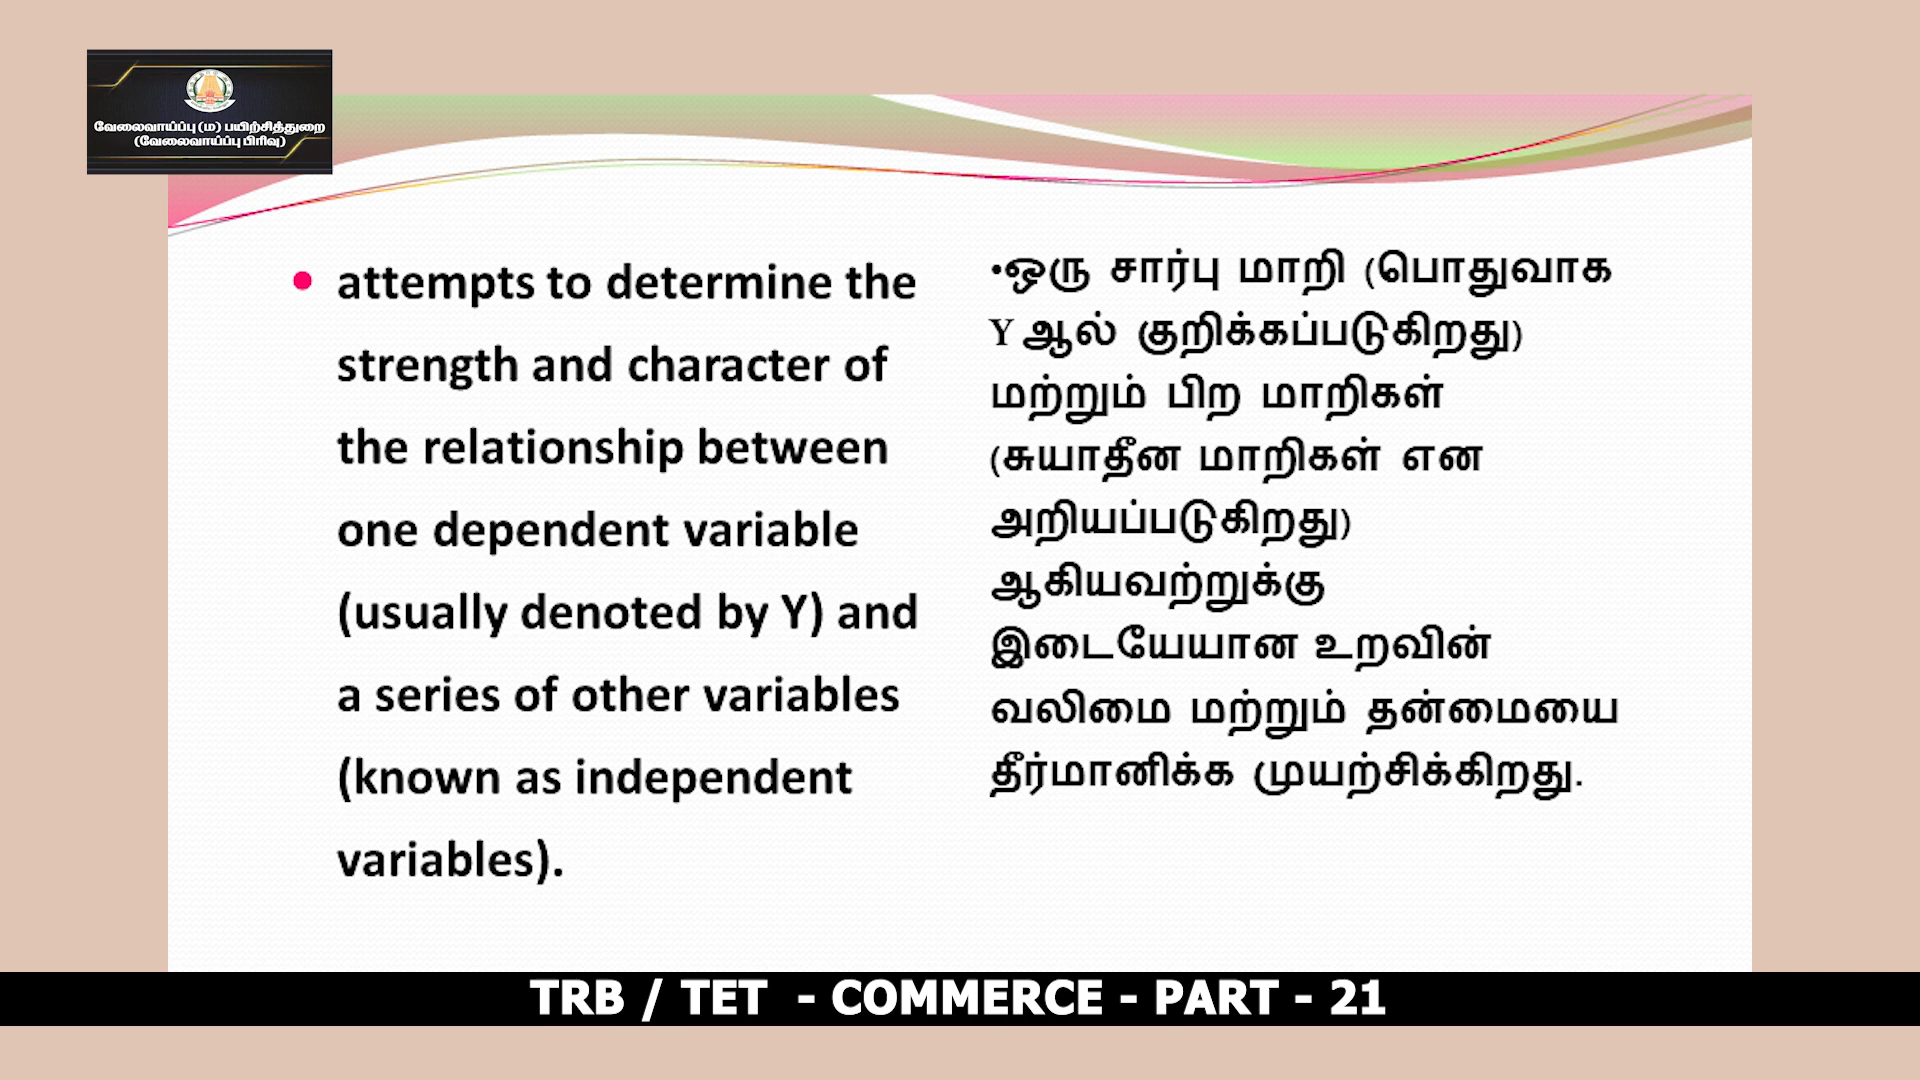 வேலைவாய்ப்பு (ம) பயிற்சித்துறை
(வேலைவாய்ப்பு பிரிவு)
• attempts to determine the
strength and character of
the relationship between
one dependent variable
(usually denoted by Y) and
a series of other variables
(known as independent
variables).
•ஒரு சார்பு மாறி (பொதுவாக
Y ஆல் குறிக்கப்படுகிறது)
மற்றும் பிற மாறிகள்
(சுயாதீன மாறிகள் என
அறியப்படுகிறது)
ஆகியவற்றுக்கு
இடையேயான உறவின்
வலிமை மற்றும் தன்மையை
தீர்மானிக்க முயற்சிக்கிறது.
TRB / TET - COMMERCE - PART - 21